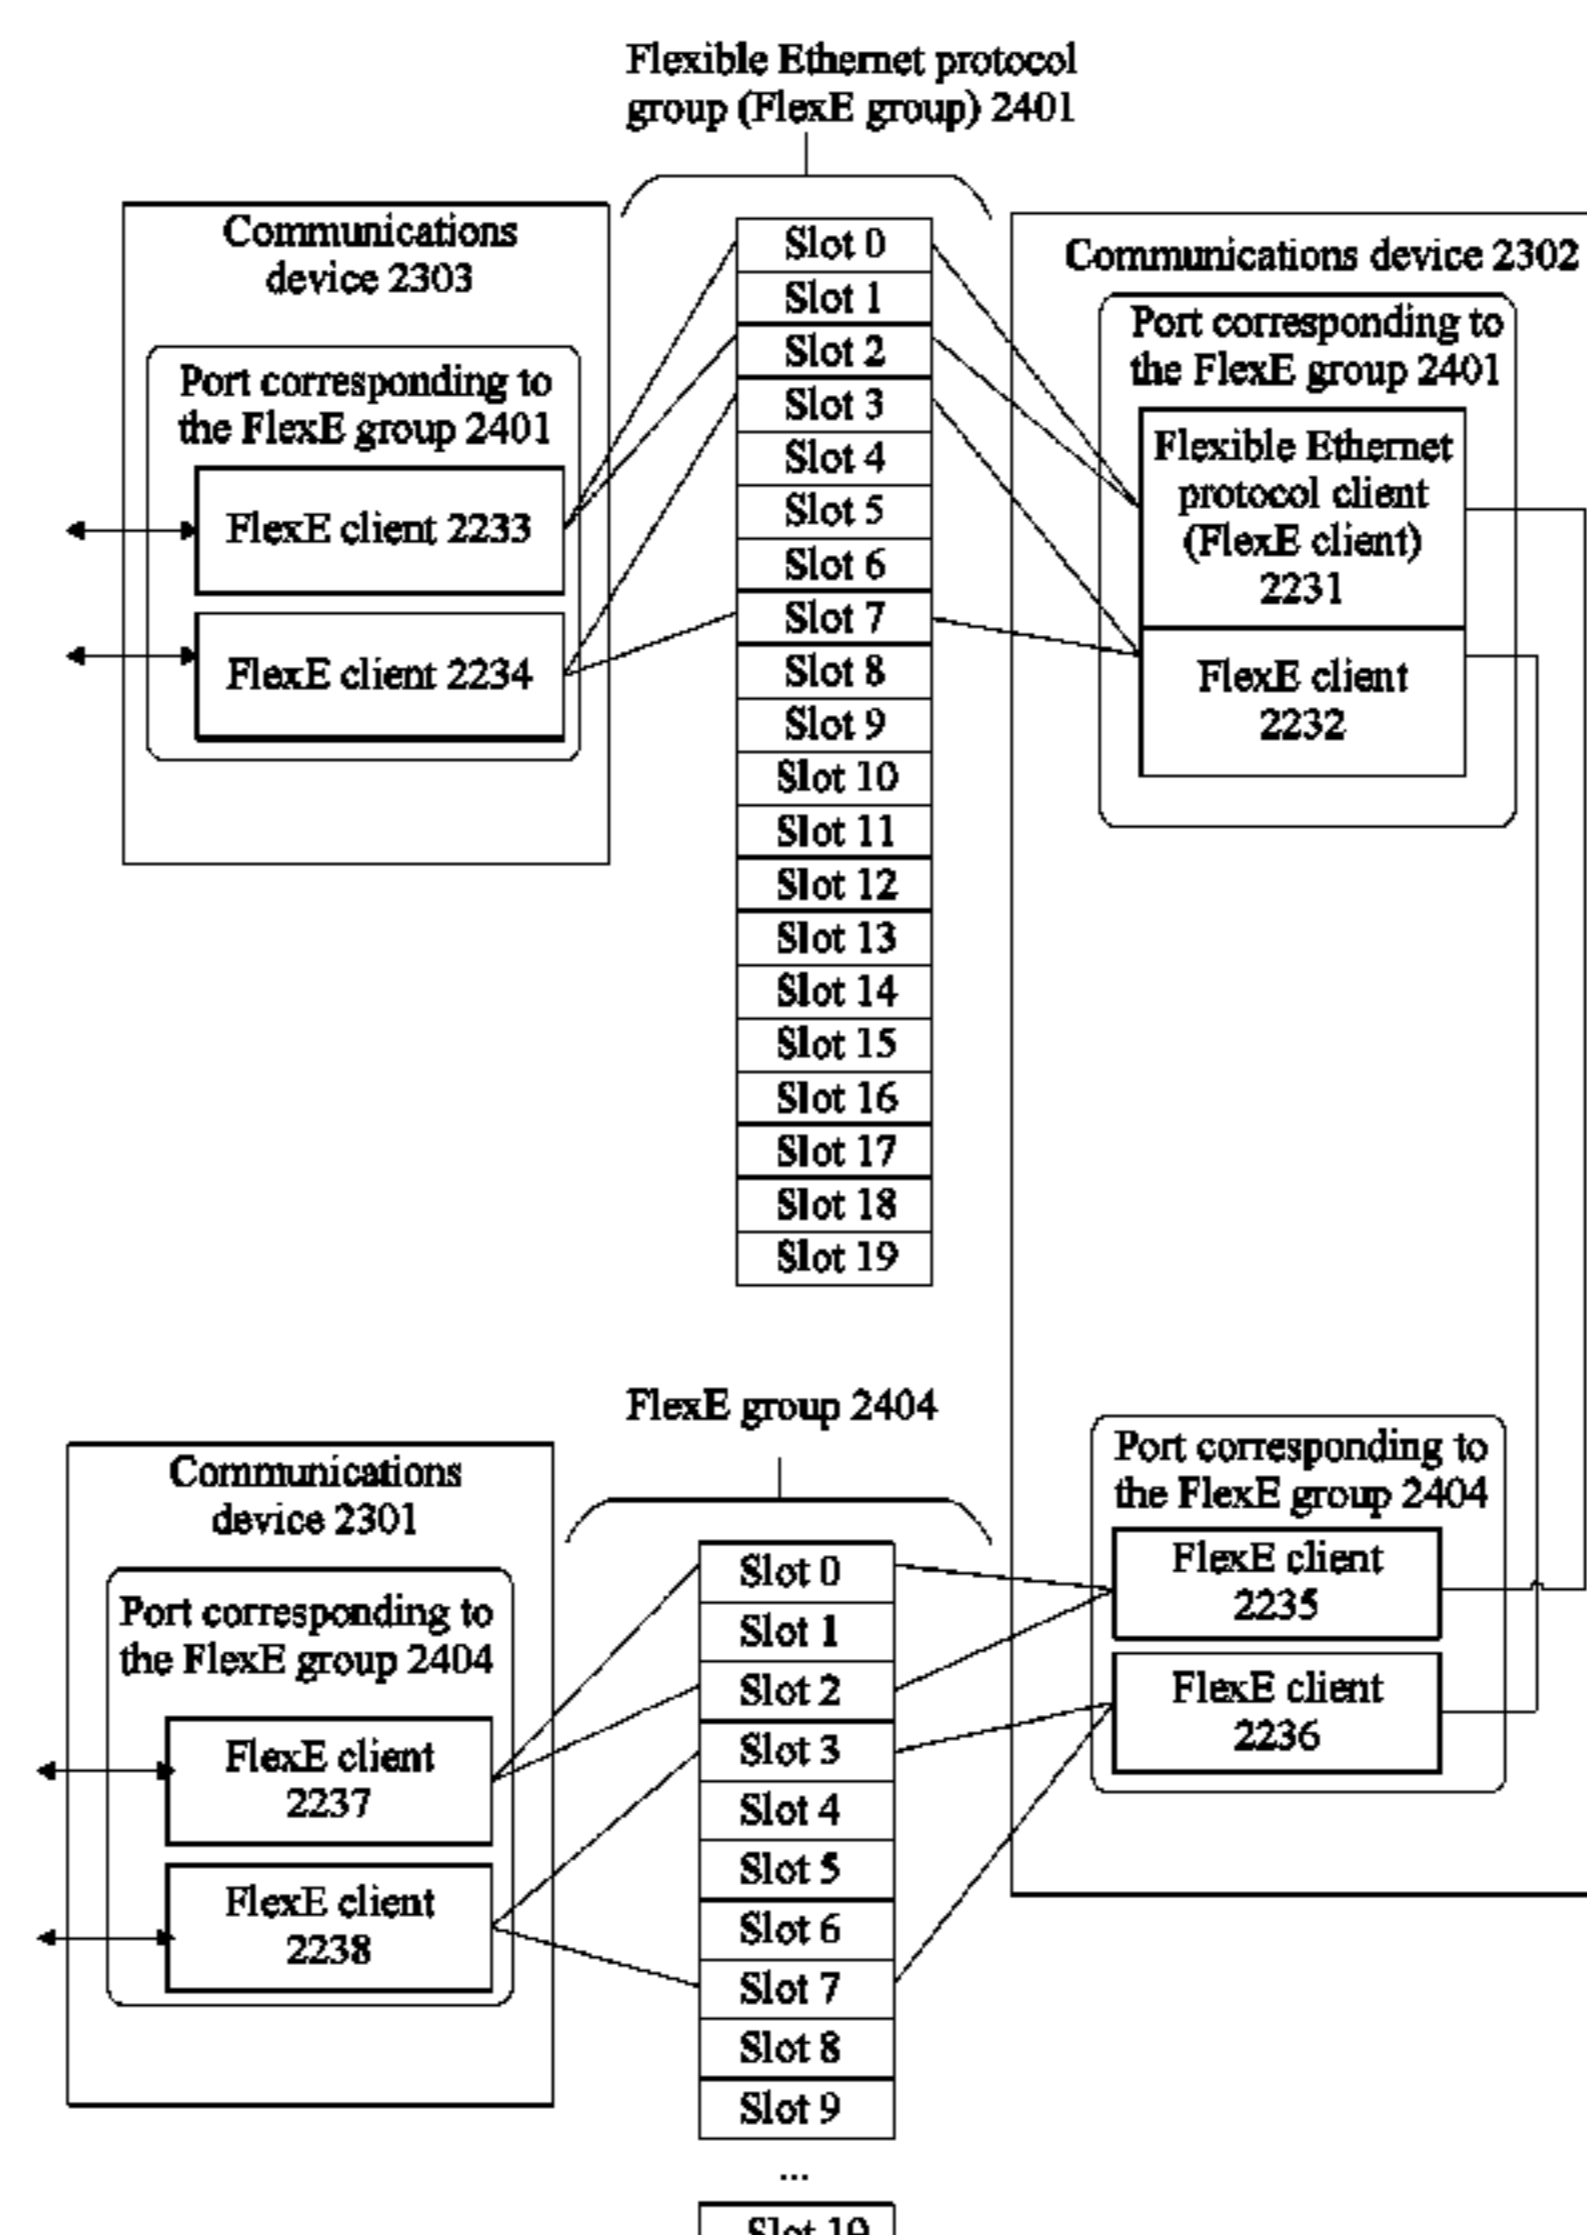 Flexible Ethernet protocol
group (FlexE group) 2401
Communications
device 2303
Port corresponding to
the FlexE group 2401
FlexE client 2233
FlexE client 2234
Slot 0
Slot 1
Slot 2
Slot 3
Slot 4
Slot 5
Slot 6
Slot 7
Slot 8
Slot 9
Slot 10
Slot 11
Slot 12
Slot 13
Slot 14
Slot 15
Slot 16
Slot 17
Slot 18
Slot 19
Communications device 2302
Port corresponding to
the FlexE group 2401
Flexible Ethernet
protocol client
(FlexE client)
2231
FlexE client
2232
FlexE group 2404
Communications
device 2301
Port corresponding to
the FlexE group 2404
FlexE client
2237
FlexE client
2238
Slot 0
Slot 1
Slot 2
Slot 3
Slot 4
Slot 5
Slot 6
Slot 7
Slot 8
Slot 9
...
Slot 19
Port corresponding to
the FlexE group 2404
FlexE client
2235
FlexE client
2236